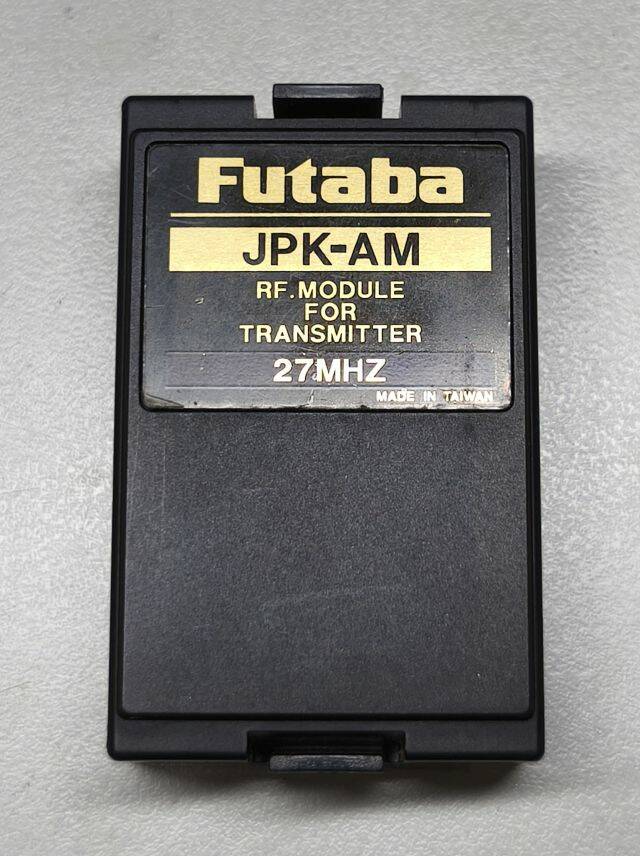 Futaba
JPK-AM
RF.MODULE
FOR
TRANSMITTER
27MHZ
MADE IN TAIWAN